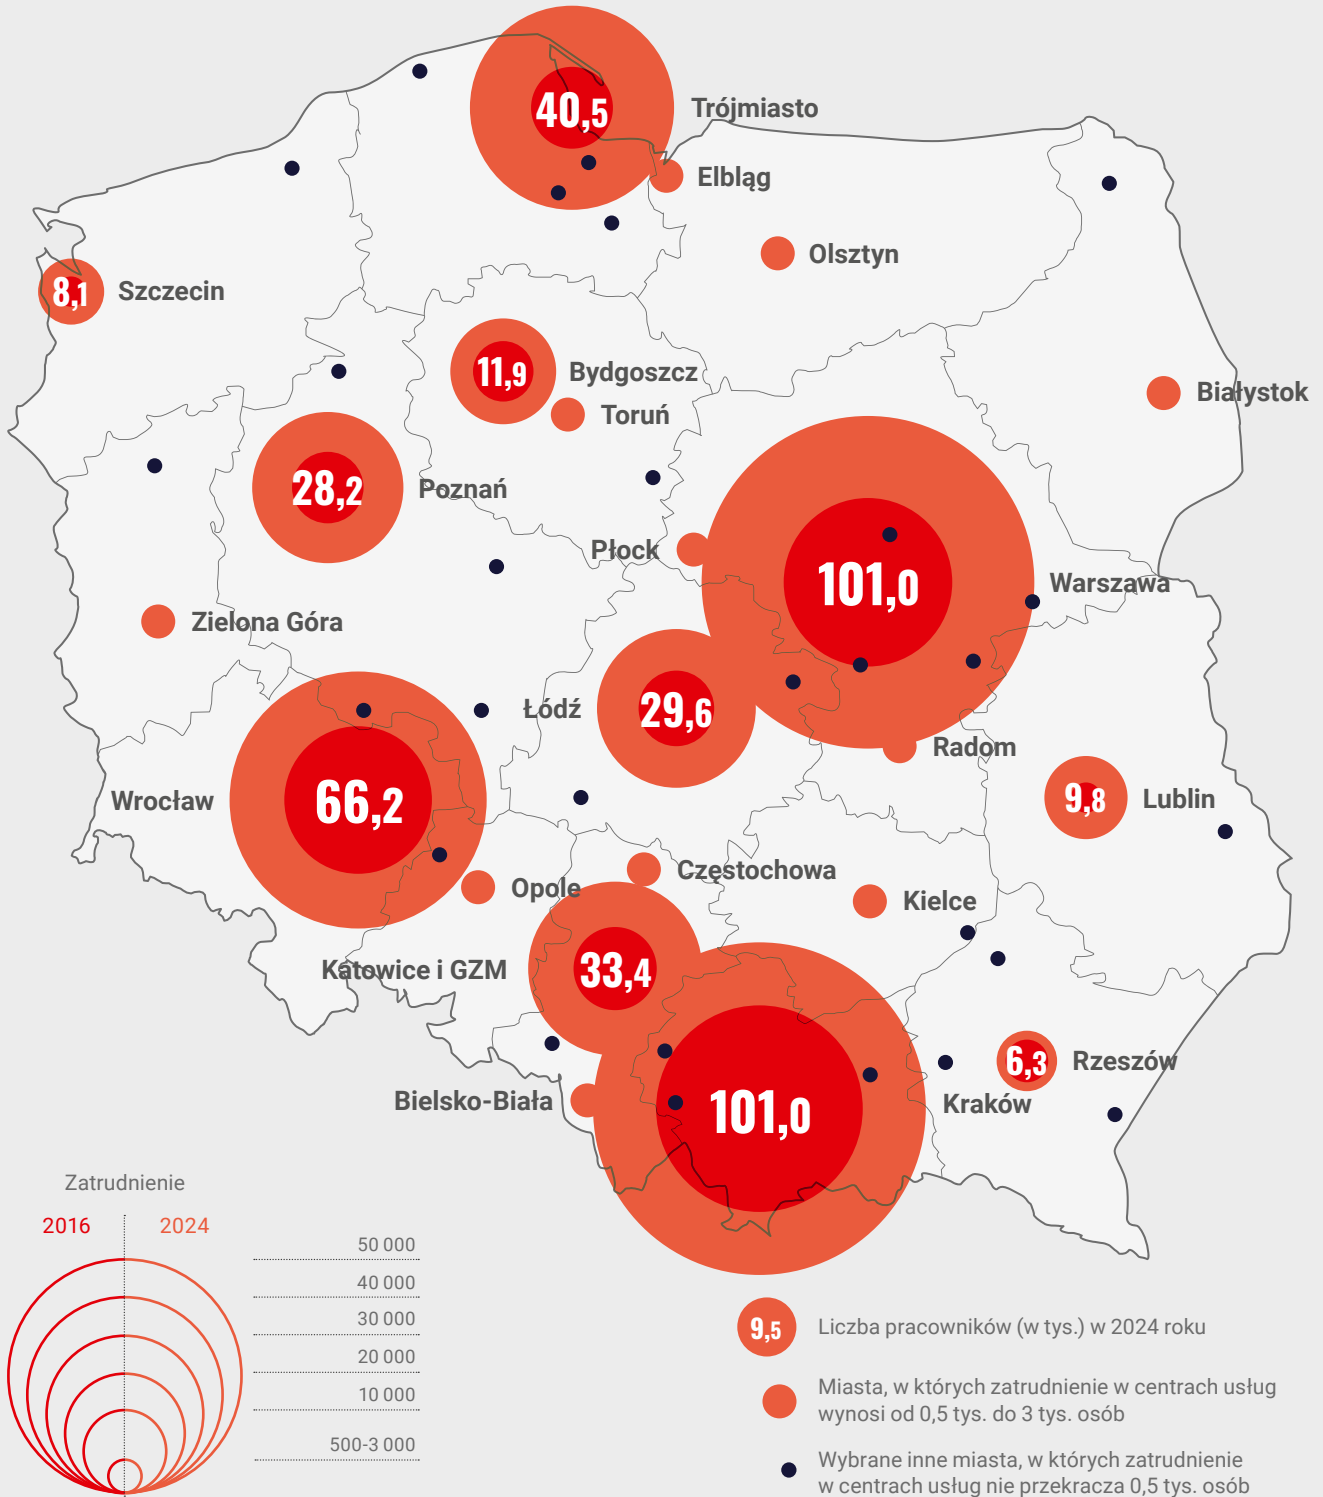 40,5
Trójmiasto
Elbląg
Olsztyn
8,1
Szczecin
11,9
Bydgoszcz
Toruń
Białystok
28,2
Poznań
Płock
101,0
Warszawa
Zielona Góra
Łódź
29,6
Radom
Wrocław
66,2
9,8
Lublin
Częstochowa
Opole
Kielce
Katowice i GZM
33,4
6,3
Rzeszów
Bielsko-Biała
101,0
Kraków
Zatrudnienie
2016
2024
50 000
40 000
30 000
20 000
10 000
500-3 000
9,5
Liczba pracowników (w tys.) w 2024 roku
Miasta, w których zatrudnienie w centrach usług
wynosi od 0,5 tys. do 3 tys. osób
Wybrane inne miasta, w których zatrudnienie
w centrach usług nie przekracza 0,5 tys. osób